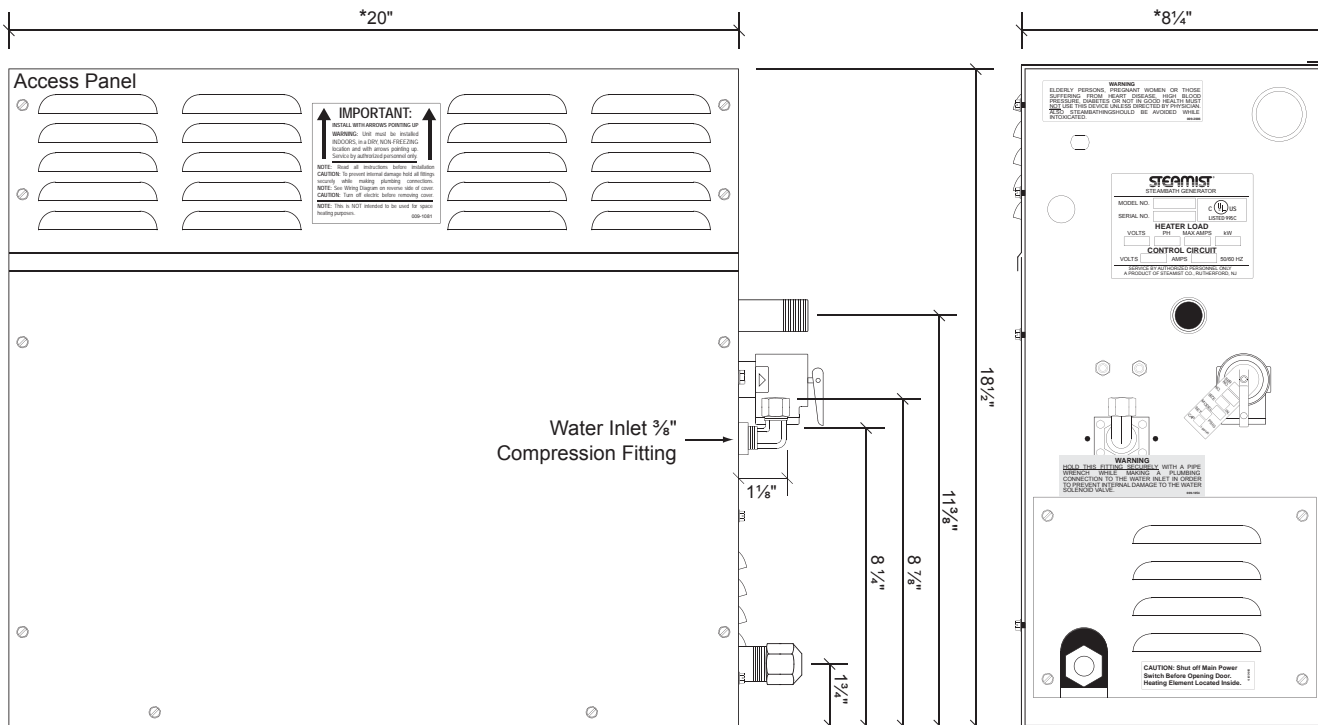 *20"
*8¼"
Access Panel
IMPORTANT:
INSTALL WITH ARROWS POINTING UP
WARNING: Unit must be installed
INDOORS, in a DRY, NON-FREEZING
location and with arrows pointing up.
Service by authorized personnel only.
NOTE: Read all instructions before installation
CAUTION: To prevent internal damage hold all fittings
securely while making plumbing connections.
NOTE: See Wiring Diagram on reverse side of cover.
CAUTION: Turn off electric before removing cover.
NOTE: This is NOT intended to be used for space
heating purposes.
009-1081
Water Inlet ⅜"
Compression Fitting
1⅛"
18½"
11⅜"
8 ⅞"
8 ¼"
1¾"
WARNING
ELDERLY PERSONS, PREGNANT WOMEN OR THOSE
SUFFERING FROM HEART DISEASE, HIGH BLOOD
PRESSURE, DIABETES OR NOT IN GOOD HEALTH MUST
NOT USE THIS DEVICE UNLESS DIRECTED BY PHYSICIAN.
ALSO STEAMBATHINGSHOULD BE AVOIDED WHILE
INTOXICATED.
STEAMIST
STEAMBATH GENERATOR
MODEL NO.
SERIAL NO.
C UL US
LISTED 995C
HEATER LOAD
VOLTS PH MAX AMPS kW
CONTROL CIRCUIT
VOLTS AMPS 50/60 HZ
SERVICE BY AUTHORIZED PERSONNEL ONLY
A PRODUCT OF STEAMIST CO., RUTHERFORD, NJ
WARNING
HOLD THIS FITTING SECURELY WITH A PIPE
WRENCH WHILE MAKING A PLUMBING
CONNECTION TO THE WATER INLET IN ORDER
TO PREVENT INTERNAL DAMAGE TO THE WATER
SOLENOID VALVE.
CAUTION: Shut off Main Power
Switch Before Opening Door.
Heating Element Located Inside.